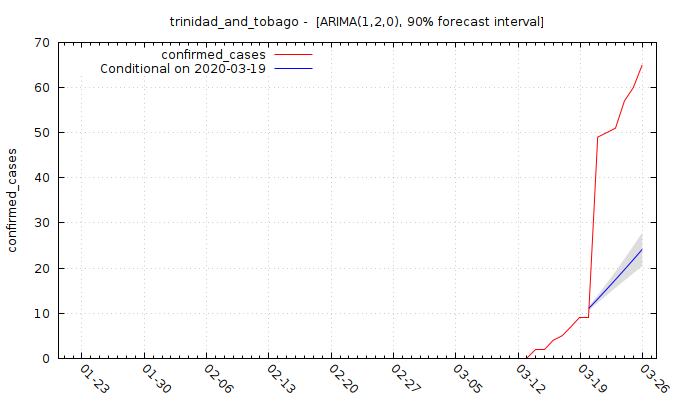 trinidad_and_tobago -  [ARIMA(1,2,0), 90% forecast interval]
confirmed_cases
Conditional on 2020-03-19
confirmed_cases
70
60
50
40
30
20
10
0
01-23 01-30 02-06 02-13 02-20 02-27 03-05 03-12 03-19 03-26